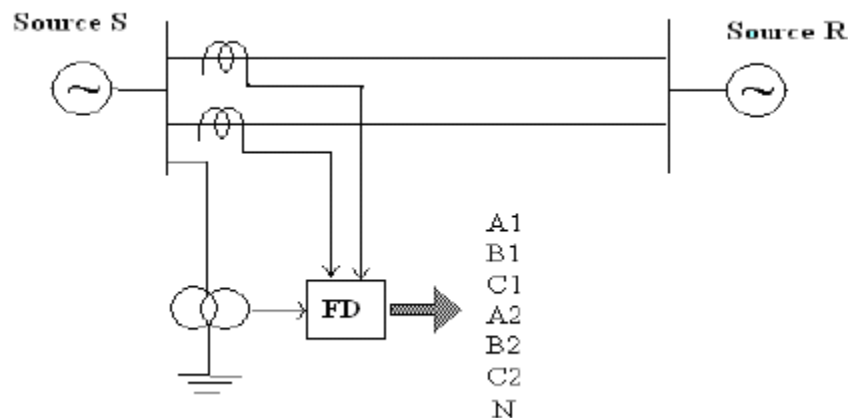 Source S
Source R
FD
A1
B1
C1
A2
B2
C2
N